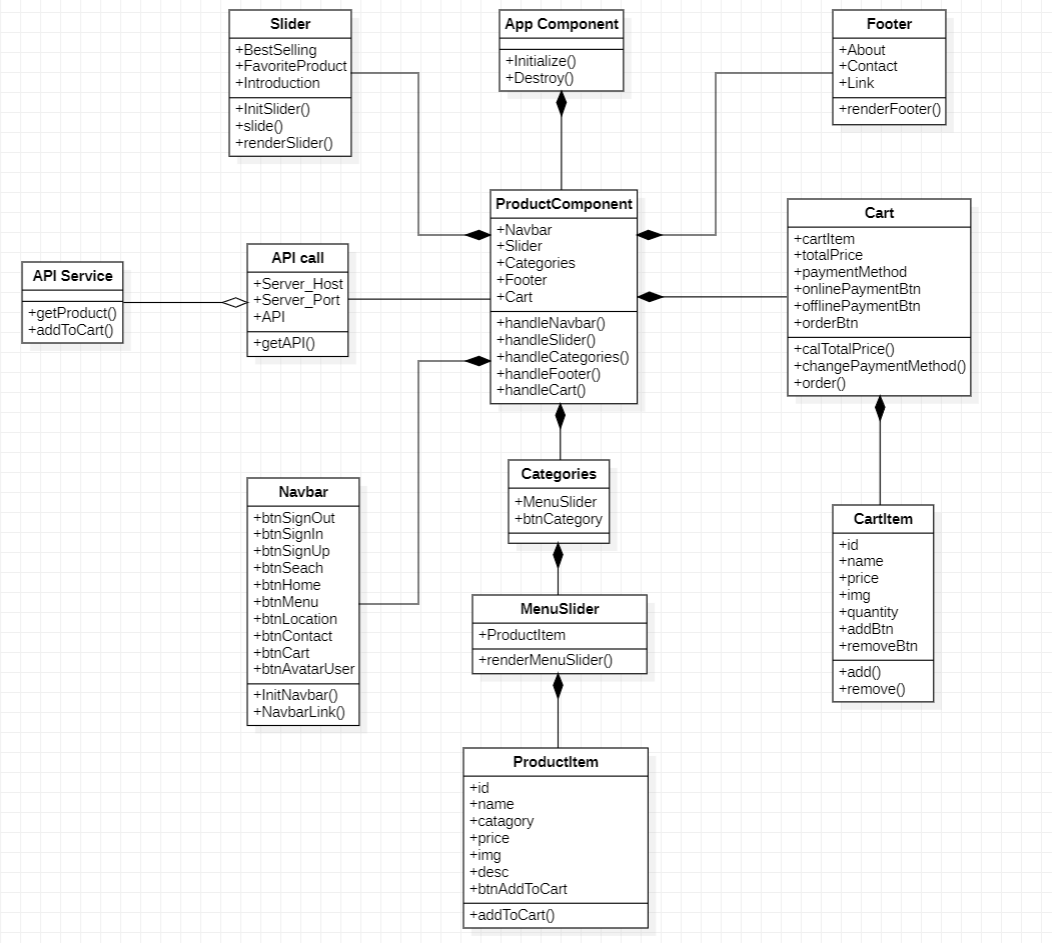 Slider
+BestSelling
+FavoriteProduct
+Introduction
+InitSlider()
+slide()
+renderSlider()
App Component
+Initialize()
+Destroy()
Footer
+About
+Contact
+Link
+renderFooter()
API Service
+getProduct()
+addToCart()
API call
+Server_Host
+Server_Port
+API
+getAPI()
ProductComponent
+Navbar
+Slider
+Categories
+Footer
+Cart
+handleNavbar()
+handleSlider()
+handleCategories()
+handleFooter()
+handleCart()
Cart
+cartItem
+totalPrice
+paymentMethod
+onlinePaymentBtn
+offlinePaymentBtn
+orderBtn
+calTotalPrice()
+changePaymentMethod()
+order()
Navbar
+btnSignOut
+btnSignIn
+btnSignUp
+btnSeach
+btnHome
+btnMenu
+btnLocation
+btnContact
+btnCart
+btnAvatarUser
+InitNavbar()
+NavbarLink()
Categories
+MenuSlider
+btnCategory
CartItem
+id
+name
+price
+img
+quantity
+addBtn
+removeBtn
+add()
+remove()
MenuSlider
+ProductItem
+renderMenuSlider()
ProductItem
+id
+name
+catagory
+price
+img
+desc
+btnAddToCart
+addToCart()